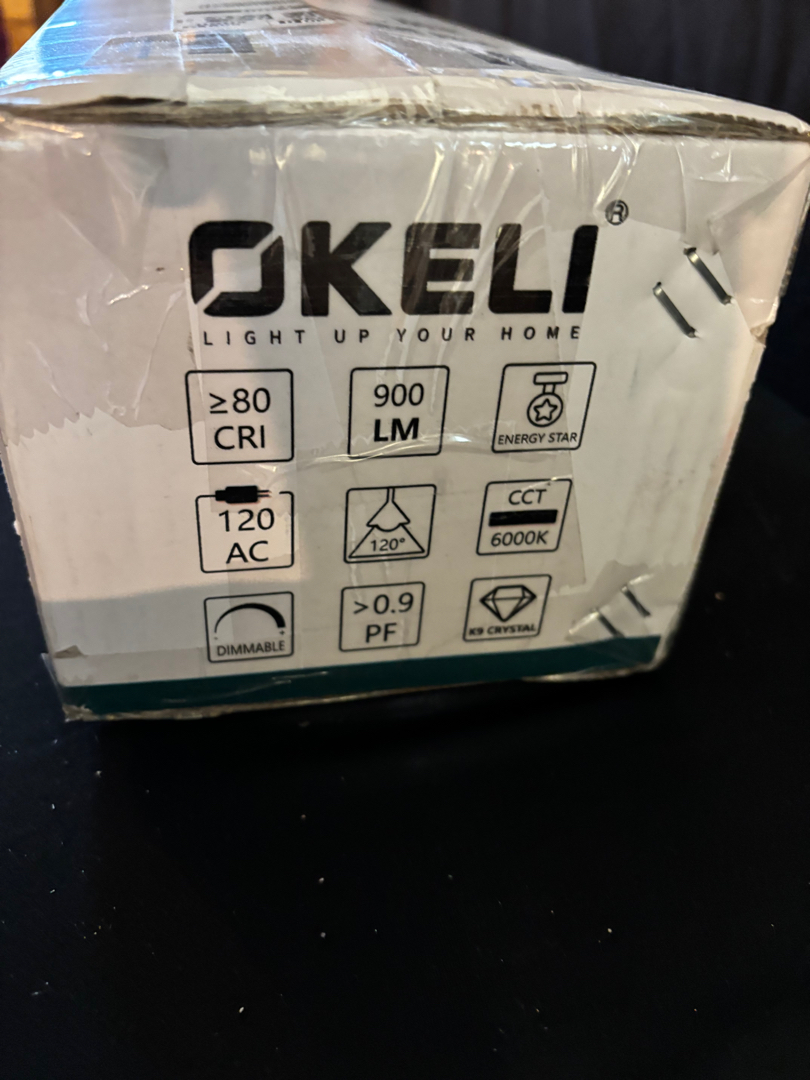 OKELI®
LIGHT UP YOUR HOME
≥80
CRI
900
LM
ENERGY STAR
120
AC
120°
CCT
6000K
DIMMABLE
>0.9
PF
K9 CRYSTAL